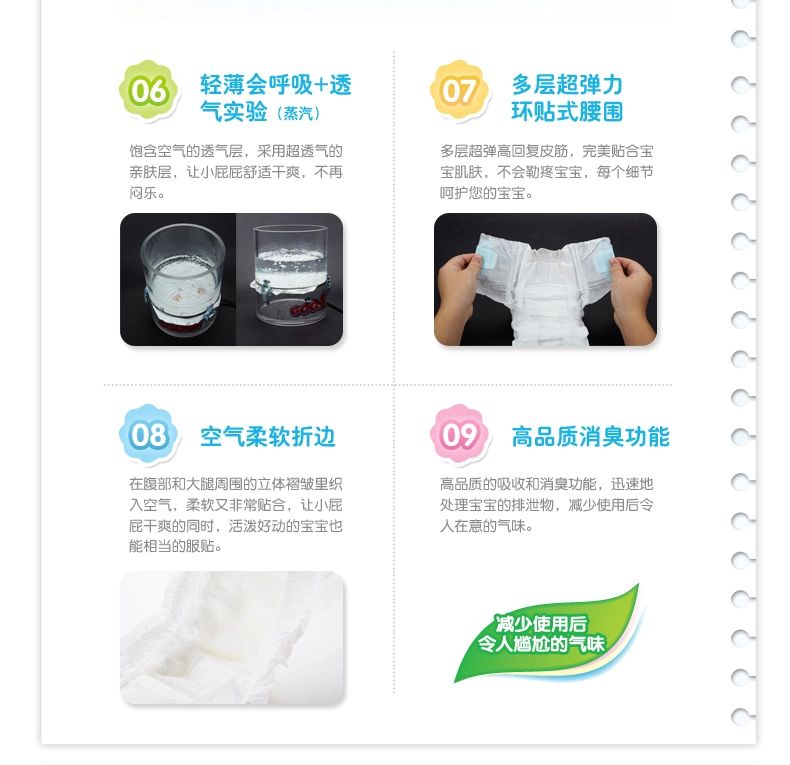 06
轻薄会呼吸+透
气实验（蒸汽）
饱含空气的透气层，采用超透气的
亲肤层，让小屁屁舒适干爽，不再
闷乐。
07
多层超弹力
环贴式腰围
多层超弹高回复皮筋，完美贴合宝
宝肌肤，不会勒疼宝宝，每个细节
呵护您的宝宝。
GOO.N
08
空气柔软折边
在腹部和大腿周围的立体褶皱里织
入空气，柔软又非常贴合，让小屁
屁干爽的同时，活泼好动的宝宝也
能相当的服贴。
09
高品质消臭功能
高品质的吸收和消臭功能，迅速地
处理宝宝的排泄物，减少使用后令
人在意的气味。
减少使用后
令人尴尬的气味